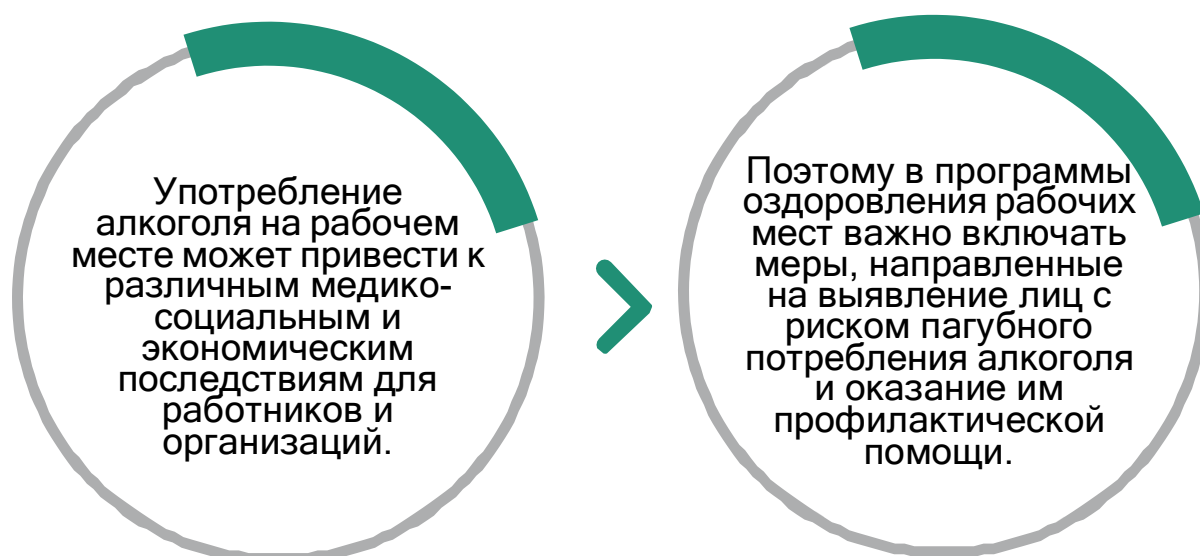 Употребление
алкоголя на рабочем
месте может привести к
различным медико-
социальным и
экономическим
последствиям для
работников и
организаций.
Поэтому в программы
оздоровления рабочих
мест важно включать
меры, направленные
на выявление лиц с
риском пагубного
потребления алкоголя
и оказание им
профилактической
помощи.